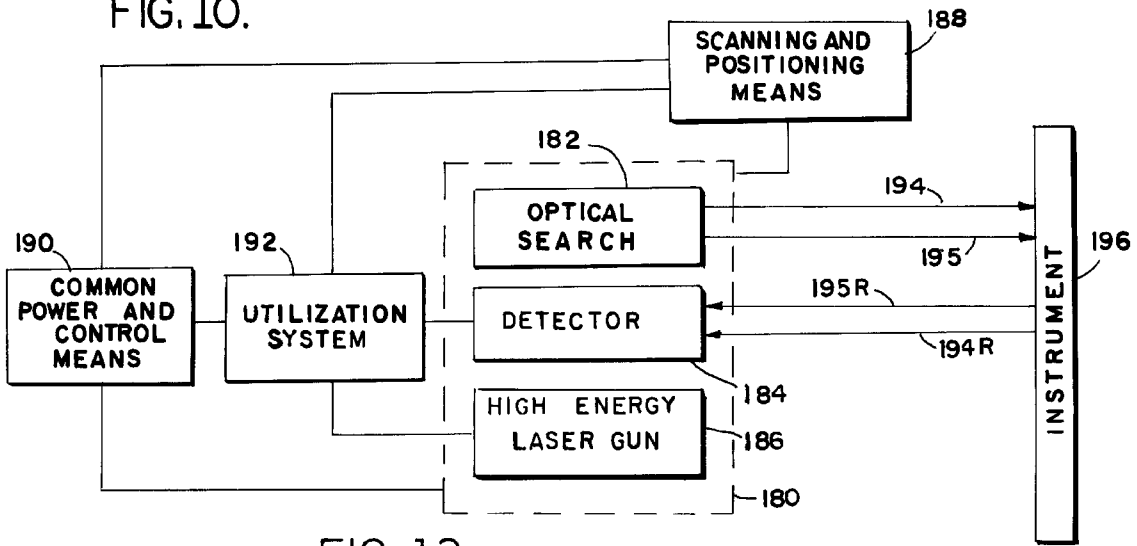 FIG. 10.
SCANNING AND
POSITIONING
MEANS
188
182
OPTICAL
SEARCH
194
195
196
INSTRUMENT
190
COMMON
POWER AND
CONTROL
MEANS
192
UTILIZATION
SYSTEM
DETECTOR
195R
194R
184
HIGH ENERGY
LASER GUN
186
180